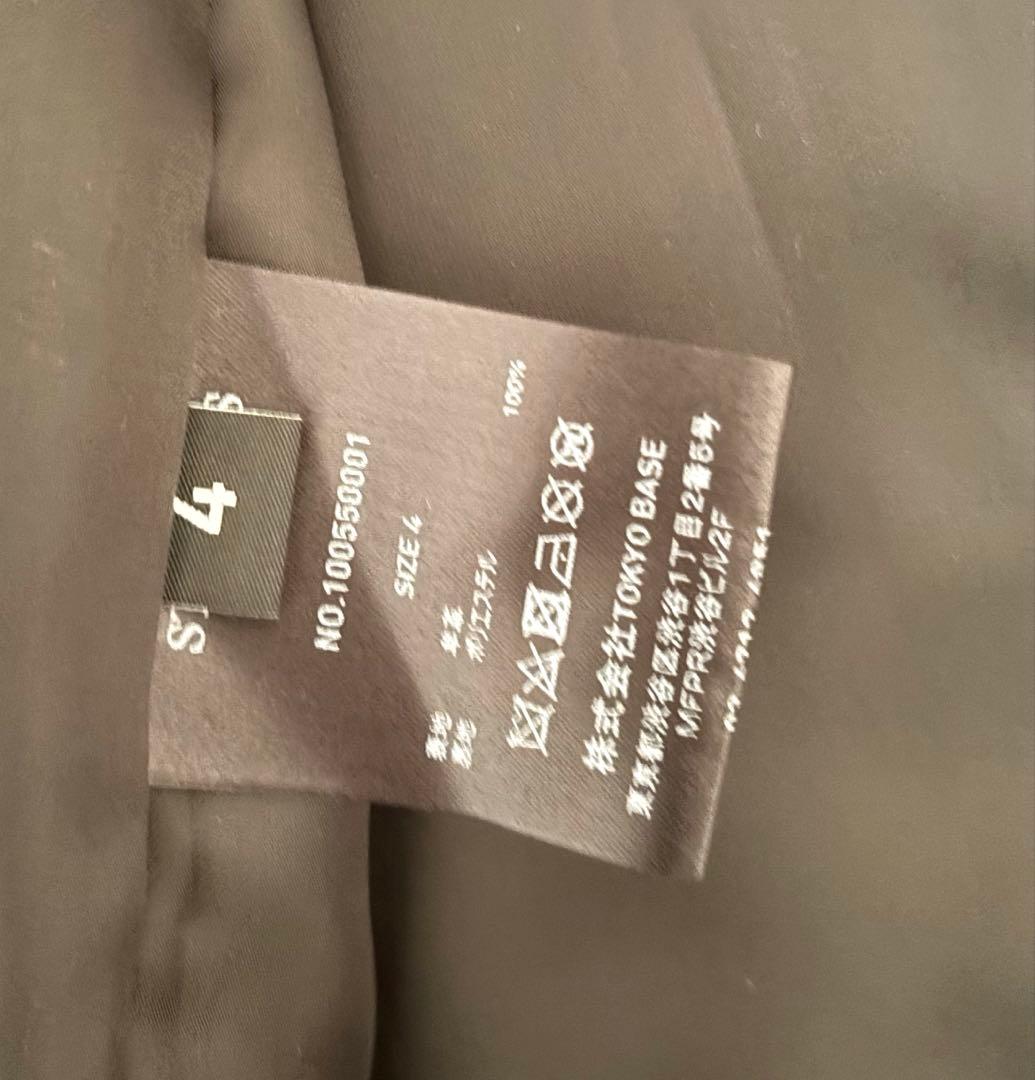 4
S
S
NO.100550001
SIZE 4
表地 牛革
裏地 ポリエステル 100%
株式会社TOKYO BASE
東京都渋谷区渋谷1丁目2番5号
MFPR渋谷ビル2F